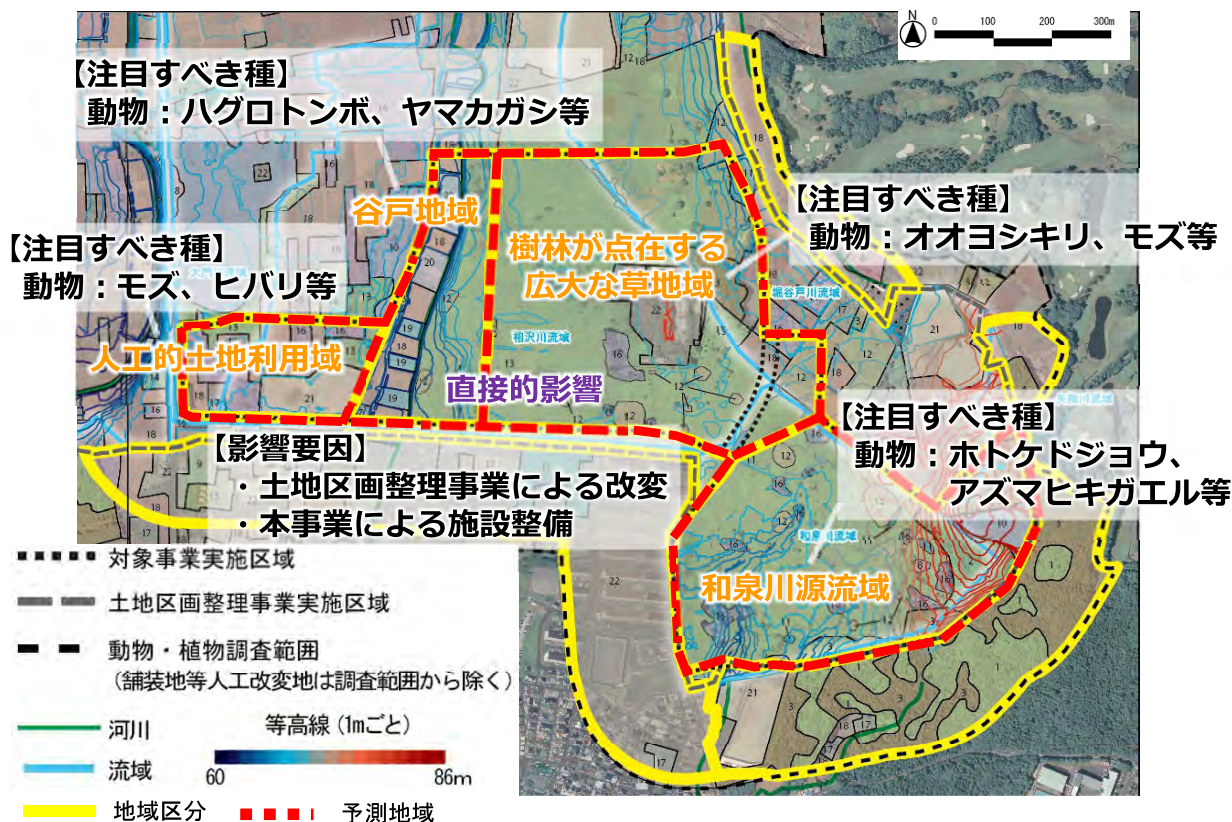 N
0 100 200 300m
【注目すべき種】
動物：ハグロトンボ、ヤマカガシ等
【注目すべき種】
動物：オオヨシキリ、モズ等
谷戸地域
樹林が点在する
広大な草地域
【注目すべき種】
動物：モズ、ヒバリ等
堀谷戸川流域
相沢川流域
人工的土地利用域
直接的影響
【注目すべき種】
動物：ホトケドジョウ、
アズマヒキガエル等
【影響要因】
・土地区画整理事業による改変
・本事業による施設整備
和泉川流域
和泉川源流域
対象事業実施区域
土地区画整理事業実施区域
動物・植物調査範囲
(舗装地等人工改変地は調査範囲から除く)
河川
等高線（1mごと）
流域
60 86m
地域区分
予測地域